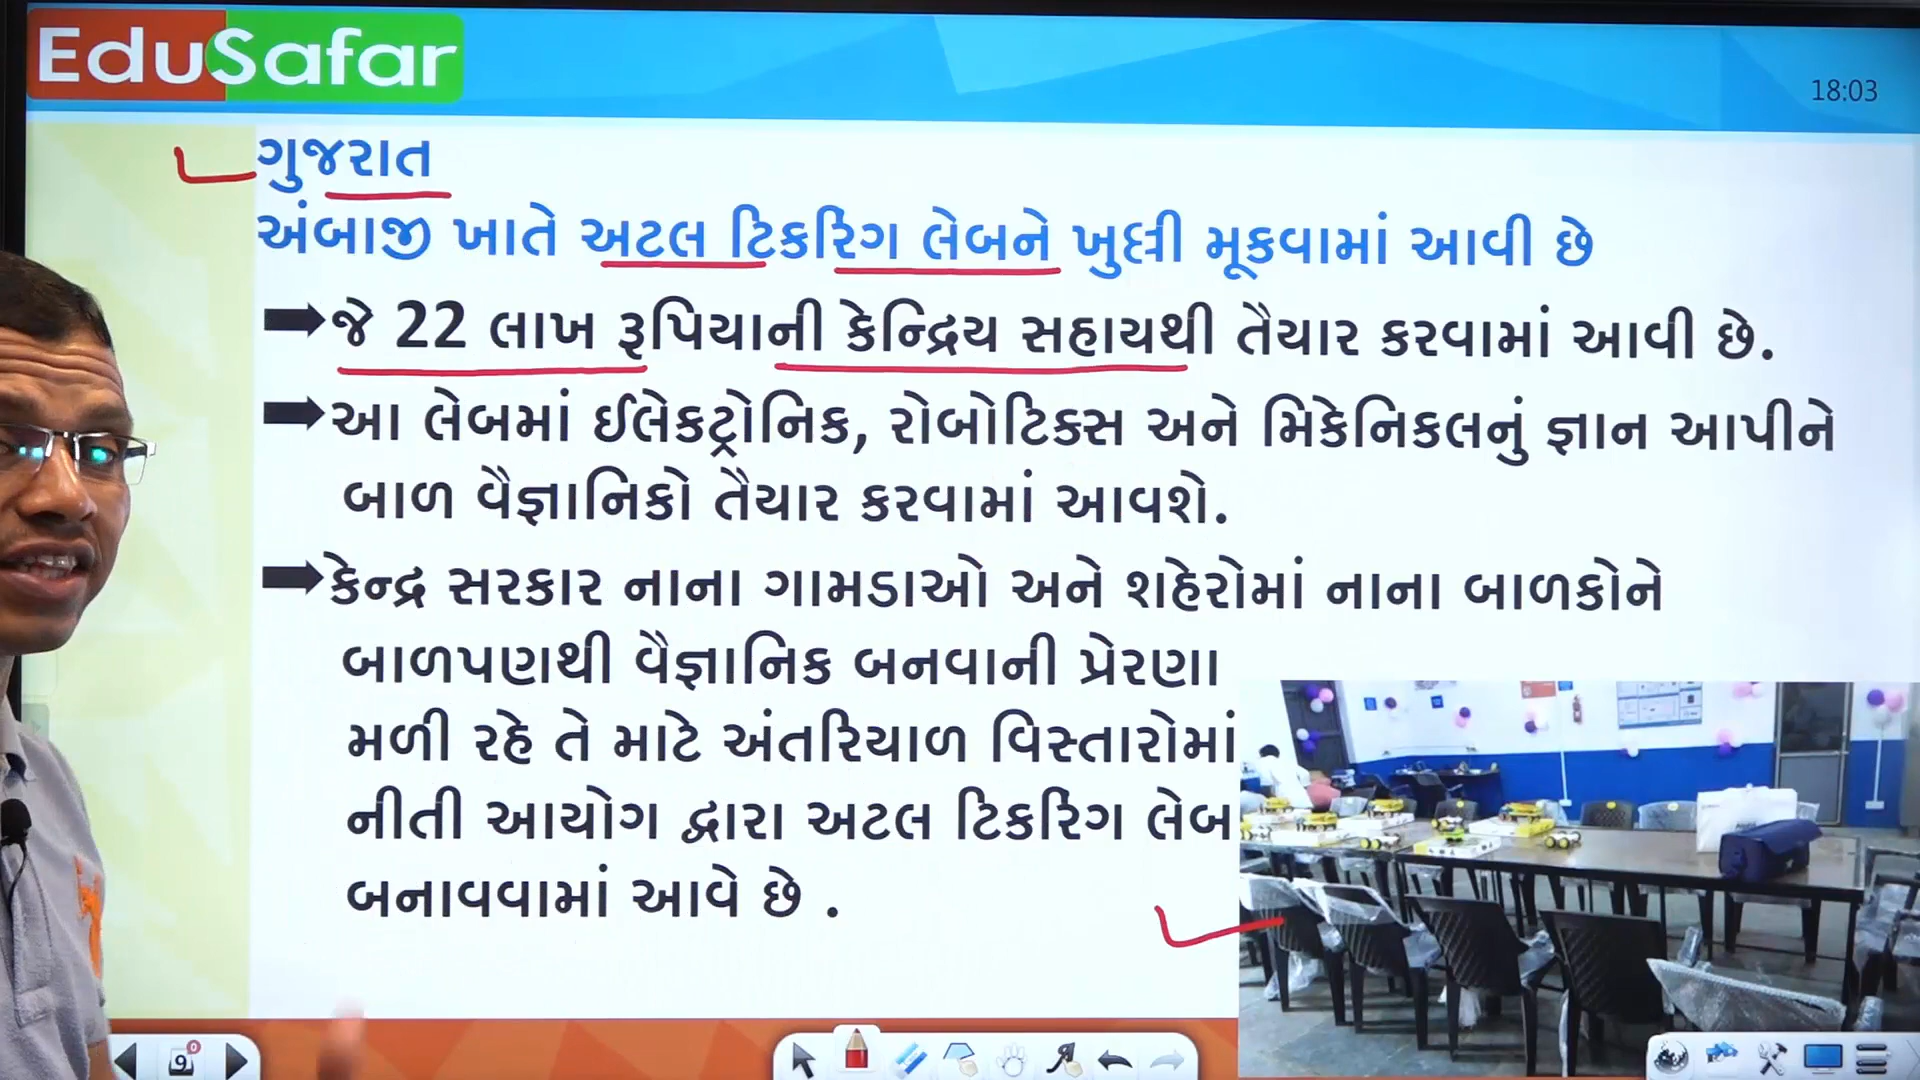 EduSafar
18:03
ગુજરાત
અંબાજી ખાતે અટલ ટિંકરિંગ લેબને ખુલ્લી મૂકવામાં આવી છે
➡જે 22 લાખ રૂપિયાની કેન્દ્રિય સહાયથી તૈયાર કરવામાં આવી છે.
➡આ લેબમાં ઈલેક્ટ્રોનિક, રોબોટિક્સ અને મિકેનિકલનું જ્ઞાન આપીને
બાળ વૈજ્ઞાનિકો તૈયાર કરવામાં આવશે.
➡કેન્દ્ર સરકાર નાના ગામડાઓ અને શહેરોમાં નાના બાળકોને
બાળપણથી વૈજ્ઞાનિક બનવાની પ્રેરણા
મળી રહે તે માટે અંતરિયાળ વિસ્તારોમાં
નીતી આયોગ દ્વારા અટલ ટિકરિંગ લેબ
બનાવવામાં આવે છે .
9
0